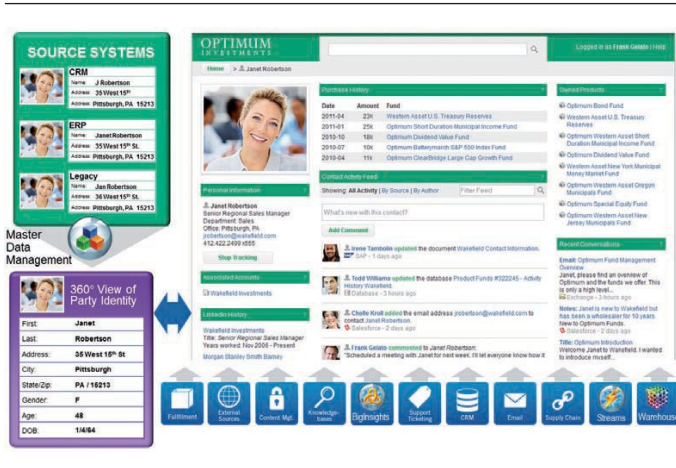 SOURCE SYSTEMS
CRM
Name: J Robertson
Address: 35 West 15th
Address: Pittsburgh, PA 15213
ERP
Name: Janet Robertson
Address: 35 West 15th St.
Address: Pittsburgh, PA 15213
Legacy
Name: Jan Robertson
Address: 36 West 15th St.
Address: Pittsburgh, PA 15213
Master
Data
Management
360° View of
Party Identity
First: Janet
Last: Robertson
Address: 35 West 15th St
City: Pittsburgh
State/Zip: PA / 15213
Gender: F
Age: 48
DOB: 1/4/64
OPTIMUM
INVESTMENTS
Logged in as Frank Gelato | Help
Home > Janet Robertson
Personal Information
Janet Robertson
Senior Regional Sales Manager
Department: Sales
Office: Pittsburgh, PA
jrobertson@wakefield.com
412.422.2499 x555
Stop Tracking
Associated Accounts
Wakefield Investments
LinkedIn History
Wakefield Investments
Title: Senior Regional Sales Manager
Years worked: Nov 2006 - Present
Morgan Stanley Smith Barney
Purchase History
Date Amount Fund
2011-04 23K Western Asset U.S. Treasury Reserves
2011-01 25k Optimum Short Duration Municipal Income Fund
2010-10 18k Optimum Dividend Value Fund
2010-07 10k Optimum Batterymarch S&P 500 Index Fund
2010-04 11k Optimum ClearBridge Large Cap Growth Fund
Contact Activity Feed
Showing: All Activity | By Source | By Author Filter Feed
What's new with this contact?
Add Comment
Irene Tambolin updated the document Wakefield Contact Information.
SAP - 1 days ago
Todd Williams updated the database Product Funds #322245 - Activity
History Wakefield.
Database - 3 hours ago
Chelle Kroll added the email address jrobertson@wakefield.com to
contact Janet Robertson.
Salesforce - 2 days ago
Frank Gelato commented to Janet Robertson:
"Scheduled a meeting with Janet for next week. I'll let everyone know how it
Owned Products
Optimum Bond Fund
Western Asset U.S. Treasury
Reserves
Optimum Western Asset Short
Duration Municipal Income Fund
Optimum Dividend Value Fund
Western Asset New York Municipal
Money Market Fund
Optimum Western Asset Oregon
Municipals Fund
Optimum Special Equity Fund
Optimum Western Asset New
Jersey Municipals Fund
Recent Conversations
Email: Optimum Fund Management
Overview
Janet, please find an overview of
Optimum and the funds we offer. This
is only a high level...
Exchange - 3 hours ago
Notes: Janet is new to Wakefield but
has been a wholesaler for 10 years
New to Optimum Funds.
Salesforce - 2 days ago
Title: Optimum Introduction
Welcome Janet to Wakefield. I wanted
to introduce myself...
Fulfillment
External
Sources
Content Mgt.
Knowledge-
bases
BigInsights
Support
Ticketing
CRM
Email
Supply Chain
Streams
Warehouse